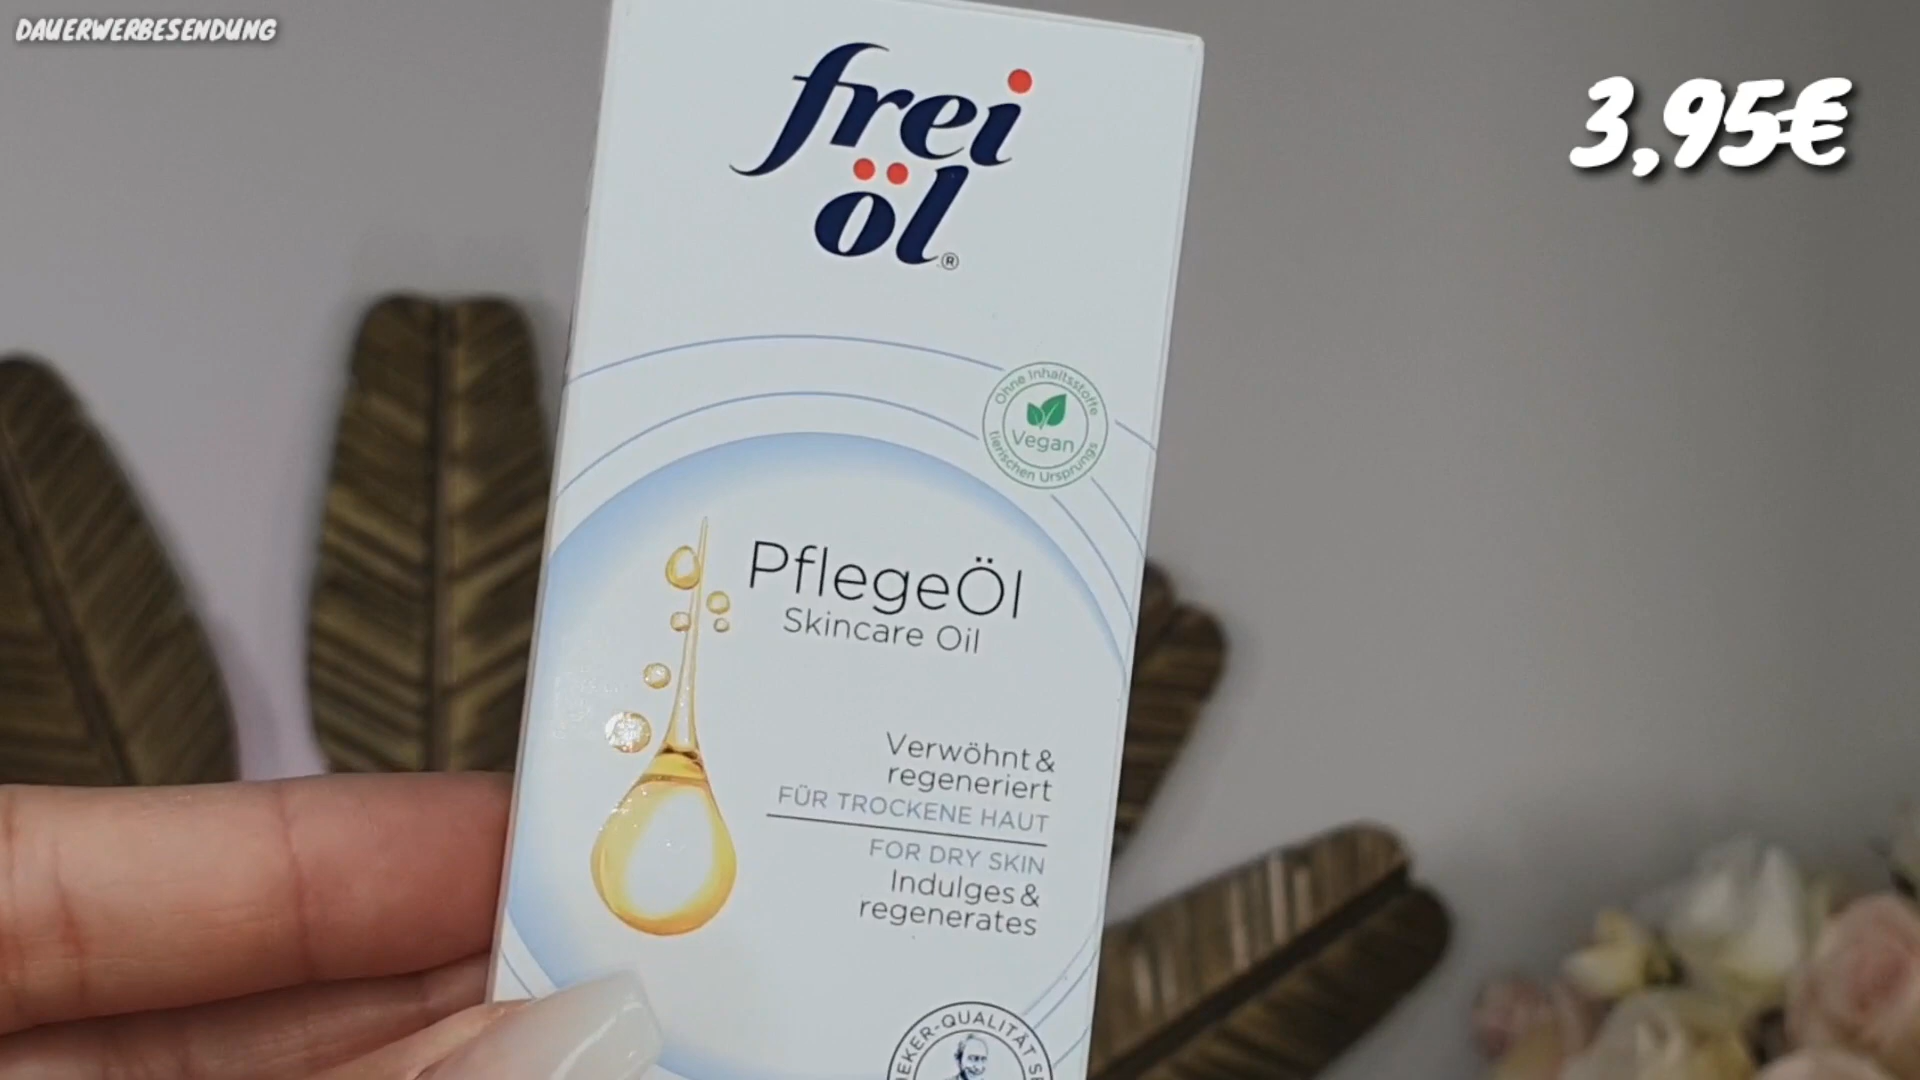 DAUERWERBESENDUNG
3,95€
frei
öl®
Ohne Inhaltsstoffe
Vegan
tierischen Ursprungs
PflegeÖl
Skincare Oil
Verwöhnt &
regeneriert
FÜR TROCKENE HAUT
FOR DRY SKIN
Indulges &
regenerates